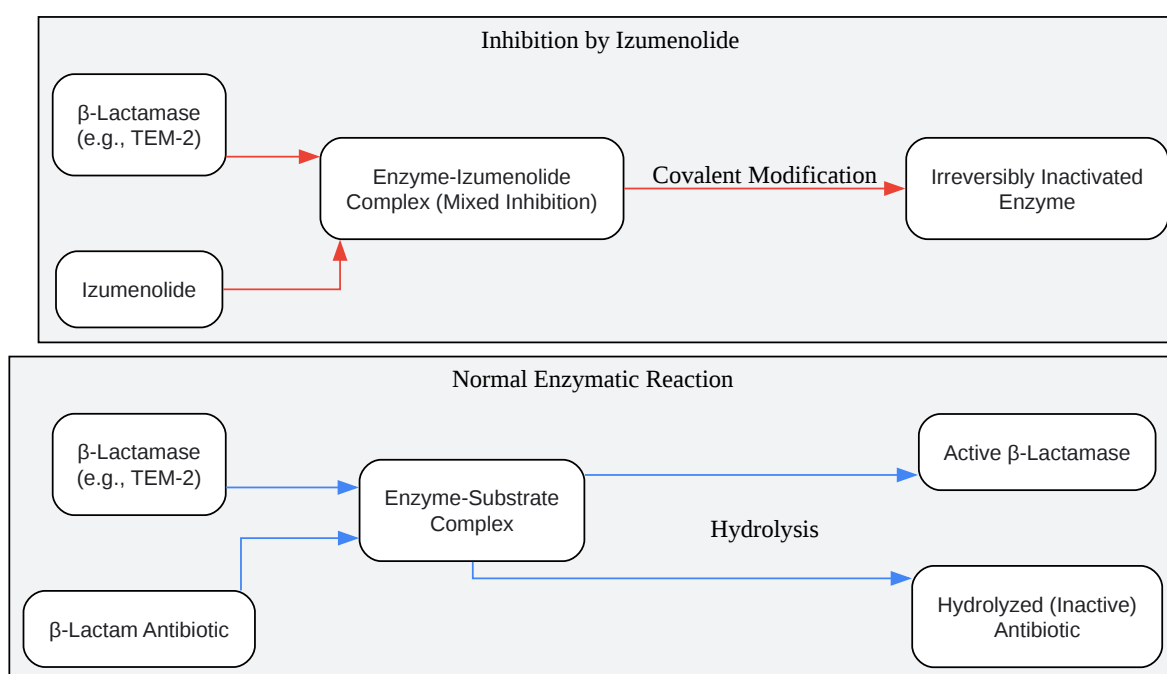 Inhibition by Izumenolide
β-Lactamase
(e.g., TEM-2)
Enzyme-Izumenolide
Complex (Mixed Inhibition)
Covalent Modification
Irreversibly Inactivated
Enzyme
Izumenolide
Normal Enzymatic Reaction
β-Lactamase
(e.g., TEM-2)
Enzyme-Substrate
Complex
Active β-Lactamase
Hydrolysis
β-Lactam Antibiotic
Hydrolyzed (Inactive)
Antibiotic